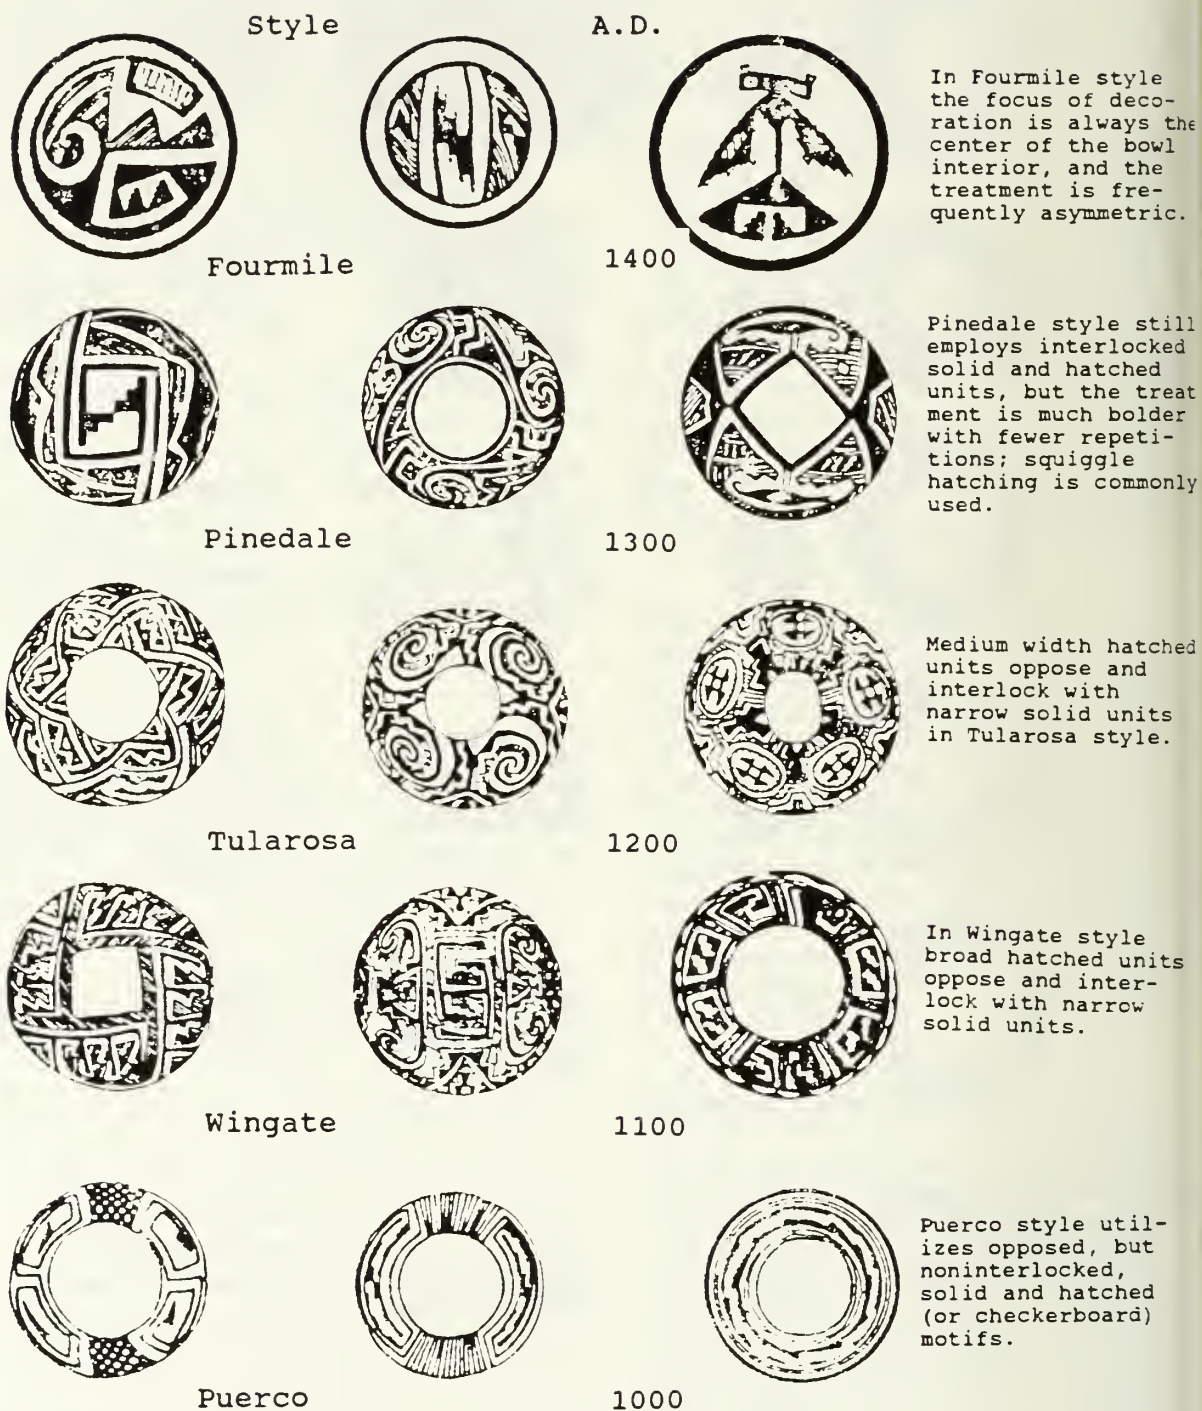 Style A.D.
In Fourmile style
the focus of deco-
ration is always the
center of the bowl
interior, and the
treatment is fre-
quently asymmetric.
Fourmile 1400
Pinedale style still
employs interlocked
solid and hatched
units, but the treat
ment is much bolder
with fewer repeti-
tions; squiggle
hatching is commonly
used.
Pinedale 1300
Medium width hatched
units oppose and
interlock with
narrow solid units
in Tularosa style.
Tularosa 1200
In Wingate style
broad hatched units
oppose and inter-
lock with narrow
solid units.
Wingate 1100
Puerco style util-
izes opposed, but
noninterlocked,
solid and hatched
(or checkerboard)
motifs.
Puerco 1000